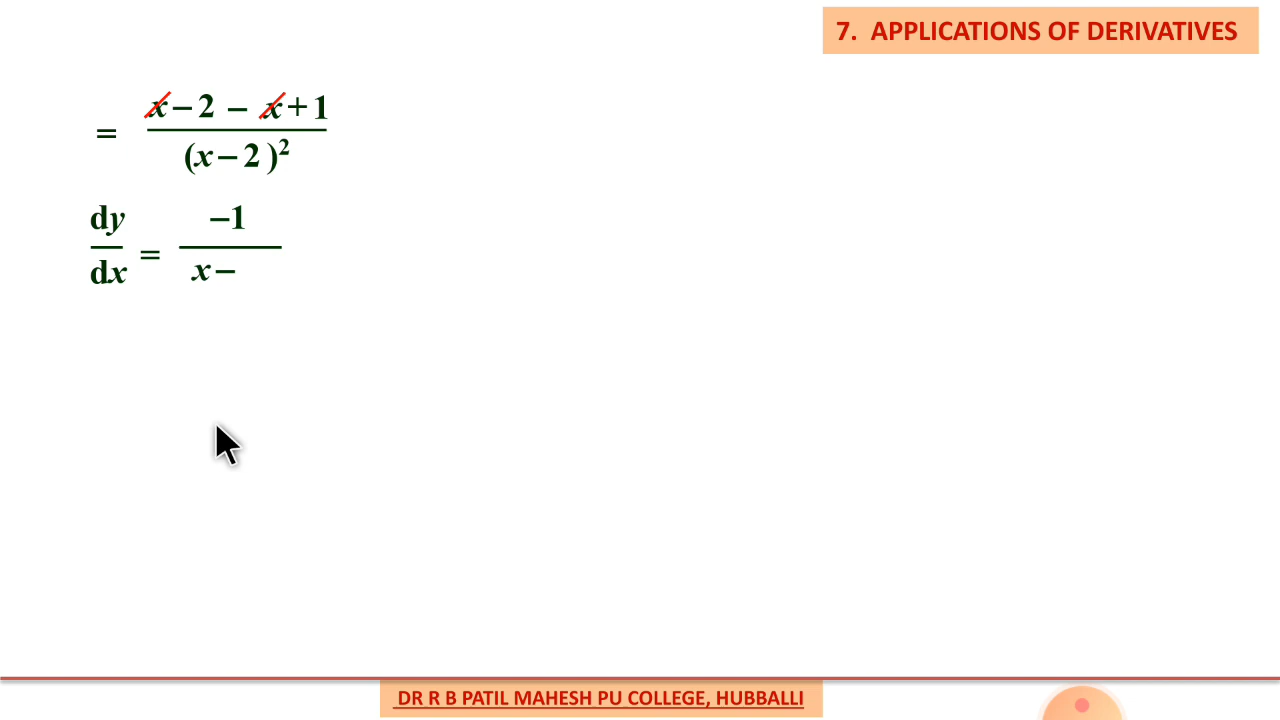 7. APPLICATIONS OF DERIVATIVES
= x − 2 − x + 1
(x − 2 )²
dy
dx
= −1
x −
DR R B PATIL MAHESH PU COLLEGE, HUBBALLI